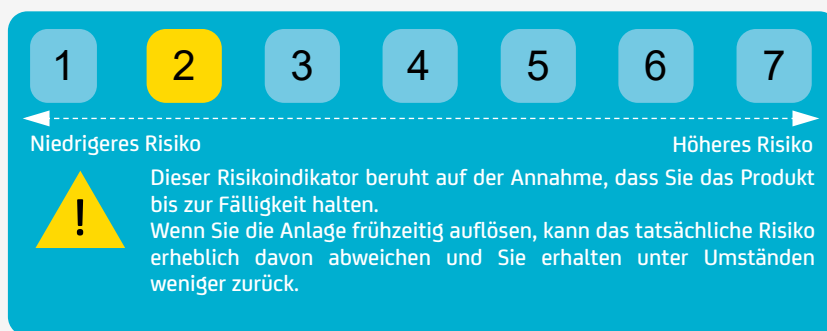 1 2 3 4 5 6 7
Niedrigeres Risiko Höheres Risiko
!
Dieser Risikoindikator beruht auf der Annahme, dass Sie das Produkt
bis zur Fälligkeit halten.
Wenn Sie die Anlage frühzeitig auflösen, kann das tatsächliche Risiko
erheblich davon abweichen und Sie erhalten unter Umständen
weniger zurück.